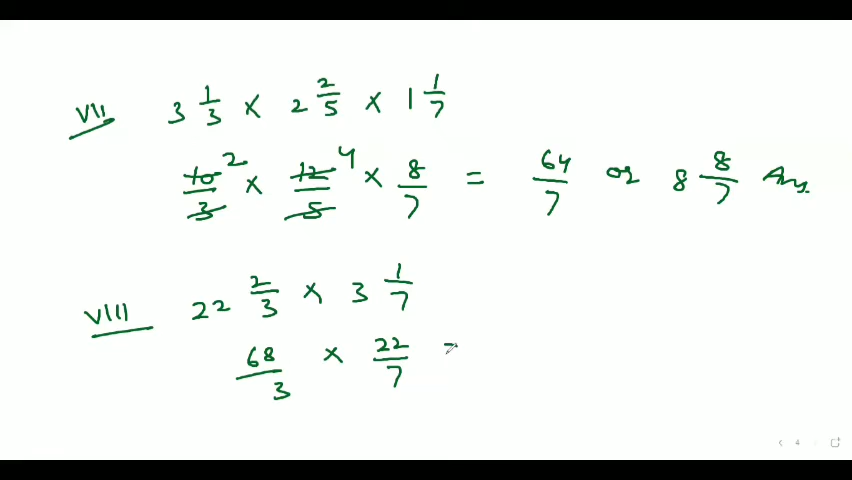 VII 3 1/3 × 2 2/5 × 1 1/7
10/3 2 × 12/5 4 × 8/7 = 64/7 or 8 8/7 Ans.
VIII 22 2/3 × 3 1/7
68/3 × 22/7 =
4